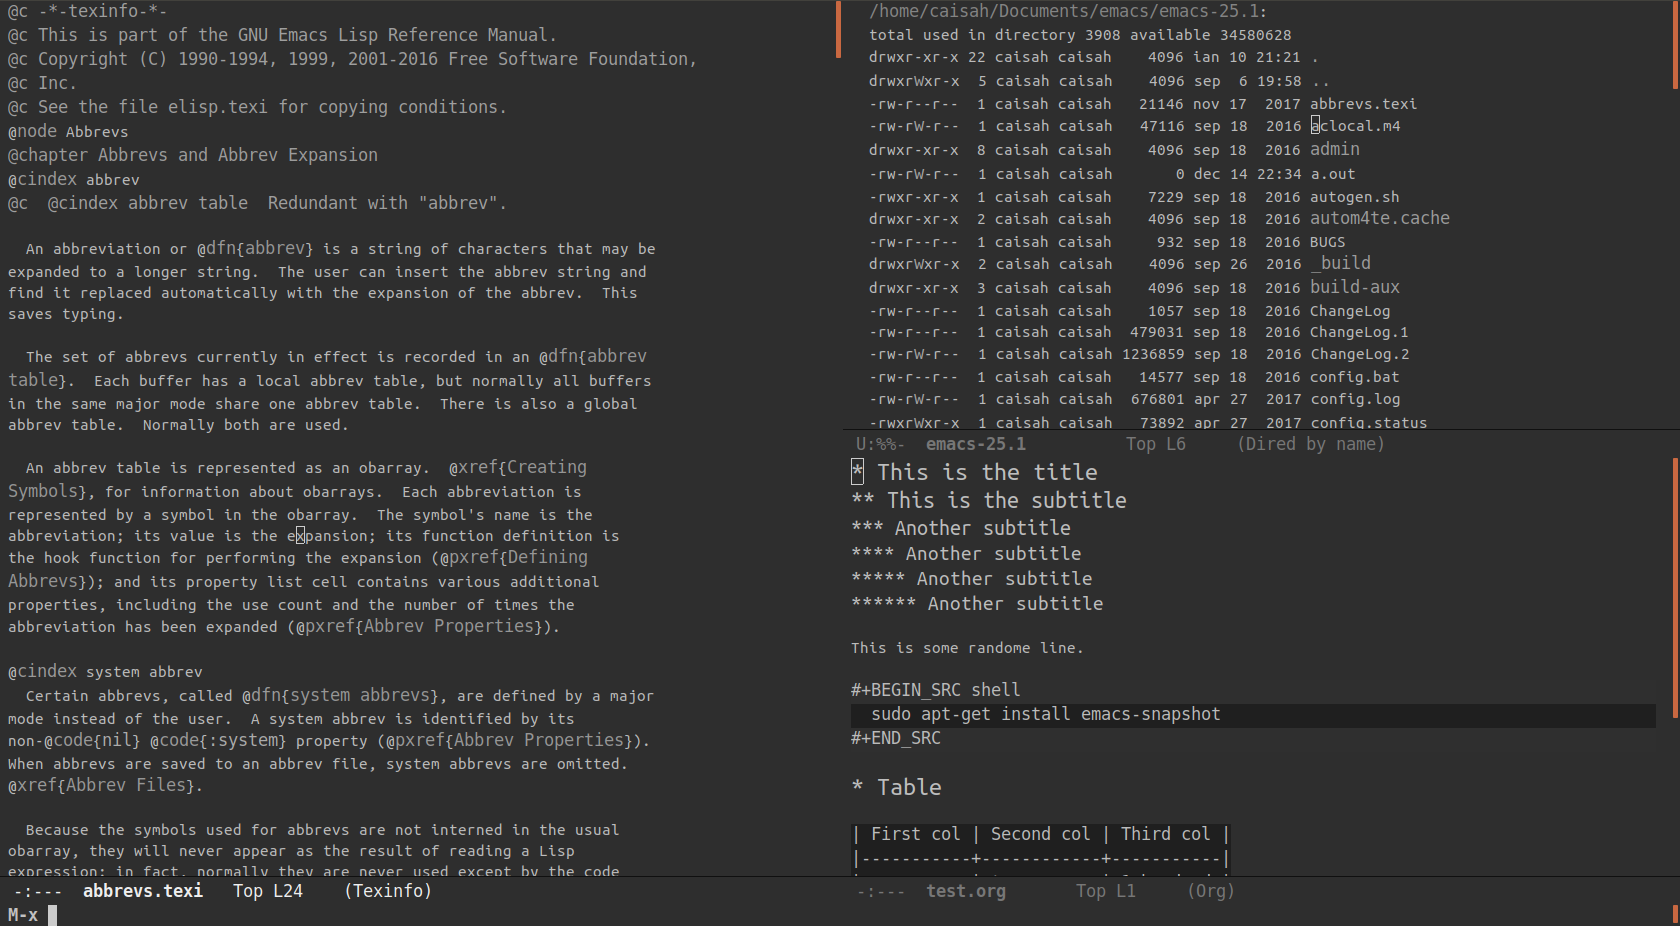 @c -*-texinfo-*-
@c This is part of the GNU Emacs Lisp Reference Manual.
@c Copyright (C) 1990-1994, 1999, 2001-2016 Free Software Foundation,
@c Inc.
@c See the file elisp.texi for copying conditions.
@node Abbrevs
@chapter Abbrevs and Abbrev Expansion
@cindex abbrev
@c  @cindex abbrev table  Redundant with "abbrev".

  An abbreviation or @dfn{abbrev} is a string of characters that may be
expanded to a longer string.  The user can insert the abbrev string and
find it replaced automatically with the expansion of the abbrev.  This
saves typing.

  The set of abbrevs currently in effect is recorded in an @dfn{abbrev
table}.  Each buffer has a local abbrev table, but normally all buffers
in the same major mode share one abbrev table.  There is also a global
abbrev table.  Normally both are used.

  An abbrev table is represented as an obarray.  @xref{Creating
Symbols}, for information about obarrays.  Each abbreviation is
represented by a symbol in the obarray.  The symbol's name is the
abbreviation; its value is the expansion; its function definition is
the hook function for performing the expansion (@pxref{Defining
Abbrevs}); and its property list cell contains various additional
properties, including the use count and the number of times the
abbreviation has been expanded (@pxref{Abbrev Properties}).

@cindex system abbrev
  Certain abbrevs, called @dfn{system abbrevs}, are defined by a major
mode instead of the user.  A system abbrev is identified by its
non-@code{nil} @code{:system} property (@pxref{Abbrev Properties}).
When abbrevs are saved to an abbrev file, system abbrevs are omitted.
@xref{Abbrev Files}.

  Because the symbols used for abbrevs are not interned in the usual
obarray, they will never appear as the result of reading a Lisp
expression; in fact, normally they are never used except by the code
-:---  abbrevs.texi   Top L24    (Texinfo)
M-x
/home/caisah/Documents/emacs/emacs-25.1:
total used in directory 3908 available 34580628
drwxr-xr-x 22 caisah caisah    4096 ian 10 21:21 .
drwxrWxr-x  5 caisah caisah    4096 sep  6 19:58 ..
-rw-r--r--  1 caisah caisah   21146 nov 17  2017 abbrevs.texi
-rw-rW-r--  1 caisah caisah   47116 sep 18  2016 aclocal.m4
drwxr-xr-x  8 caisah caisah    4096 sep 18  2016 admin
-rw-rW-r--  1 caisah caisah       0 dec 14 22:34 a.out
-rwxr-xr-x  1 caisah caisah    7229 sep 18  2016 autogen.sh
drwxr-xr-x  2 caisah caisah    4096 sep 18  2016 autom4te.cache
-rw-r--r--  1 caisah caisah     932 sep 18  2016 BUGS
drwxrWxr-x  2 caisah caisah    4096 sep 26  2016 _build
drwxr-xr-x  3 caisah caisah    4096 sep 18  2016 build-aux
-rw-r--r--  1 caisah caisah    1057 sep 18  2016 ChangeLog
-rw-r--r--  1 caisah caisah  479031 sep 18  2016 ChangeLog.1
-rw-rW-r--  1 caisah caisah 1236859 sep 18  2016 ChangeLog.2
-rw-r--r--  1 caisah caisah   14577 sep 18  2016 config.bat
-rw-rW-r--  1 caisah caisah  676801 apr 27  2017 config.log
-rwxrWxr-x  1 caisah caisah   73892 apr 27  2017 config.status
U:%%-  emacs-25.1          Top L6     (Dired by name)
* This is the title
** This is the subtitle
*** Another subtitle
**** Another subtitle
***** Another subtitle
****** Another subtitle

This is some randome line.

#+BEGIN_SRC shell
  sudo apt-get install emacs-snapshot
#+END_SRC

* Table

| First col | Second col | Third col |
|-----------+------------+-----------|
-:---  test.org       Top L1     (Org)